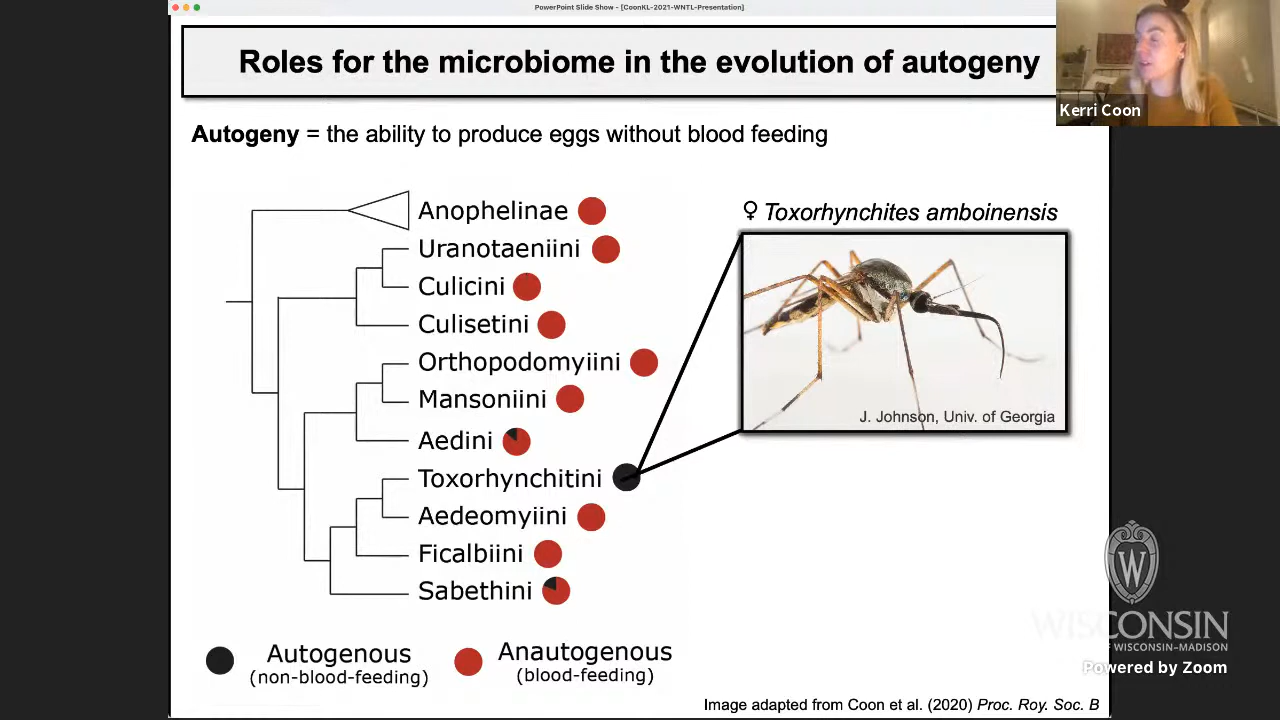 PowerPoint Slide Show - [CoonKL-2021-WNTL-Presentation]
Roles for the microbiome in the evolution of autogeny
Kerri Coon
Autogeny = the ability to produce eggs without blood feeding
Anophelinae
Uranotaeniini
Culicini
Culisetini
Orthopodomyiini
Mansoniini
Aedini
Toxorhynchitini
Aedeomyiini
Ficalbiini
Sabethini
♀ Toxorhynchites amboinensis
J. Johnson, Univ. of Georgia
Autogenous
(non-blood-feeding)
Anautogenous
(blood-feeding)
W
WISCONSIN
OF WISCONSIN–MADISON
Powered by Zoom
Image adapted from Coon et al. (2020) Proc. Roy. Soc. B